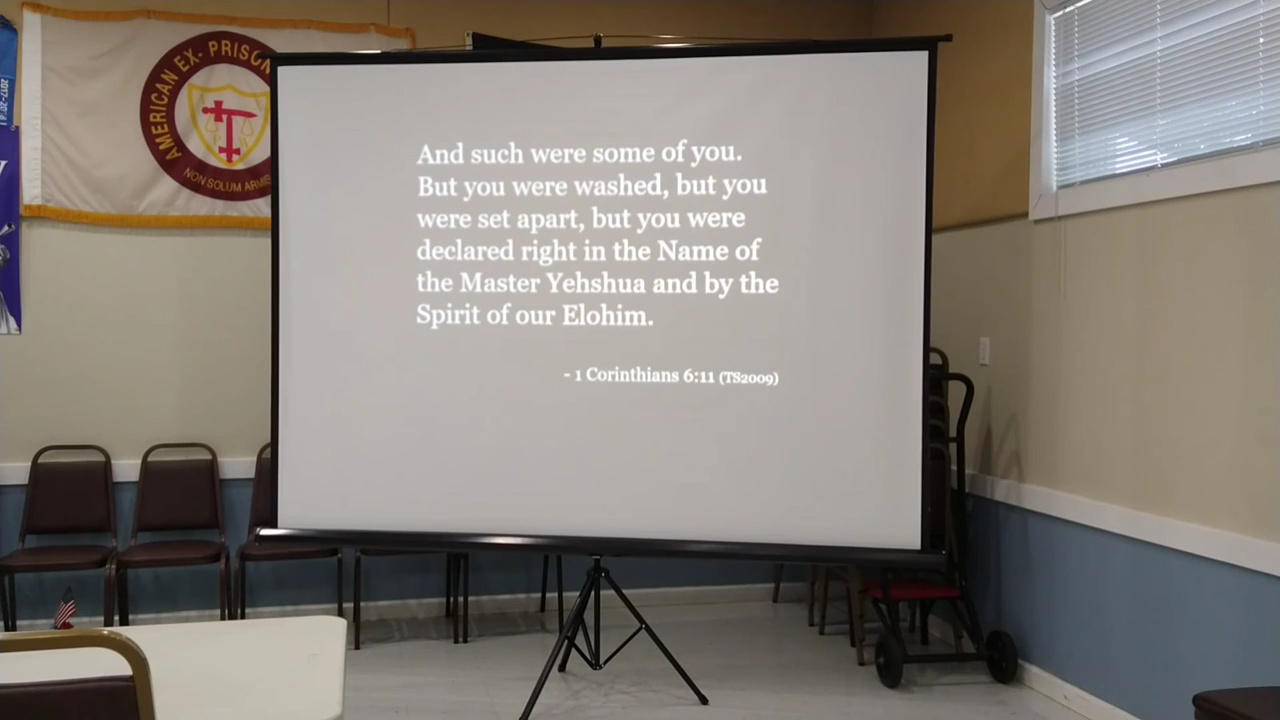 2017-2018
AMERICAN EX-PRISON
NON SOLUM ARMIS
And such were some of you.
But you were washed, but you
were set apart, but you were
declared right in the Name of
the Master Yehshua and by the
Spirit of our Elohim.
- 1 Corinthians 6:11 (TS2009)